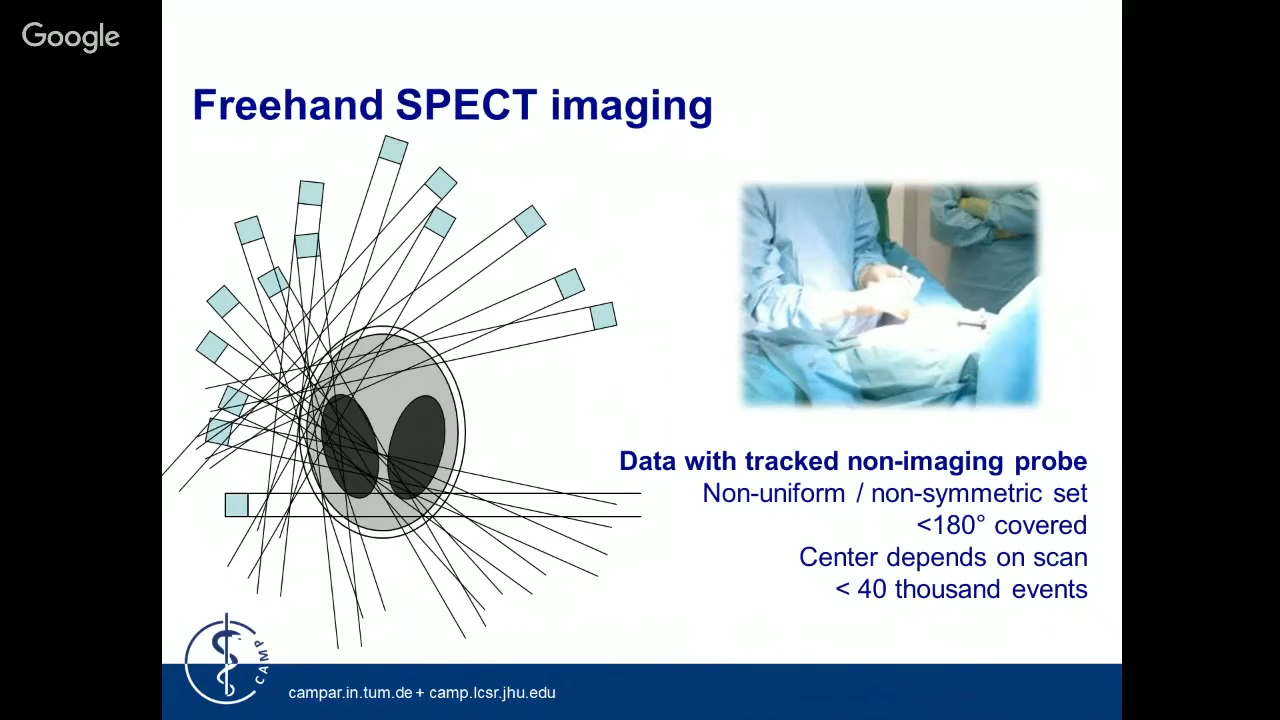 Google
Freehand SPECT imaging
Data with tracked non-imaging probe
Non-uniform / non-symmetric set
<180° covered
Center depends on scan
< 40 thousand events
CAMP
campar.in.tum.de + camp.lcsr.jhu.edu